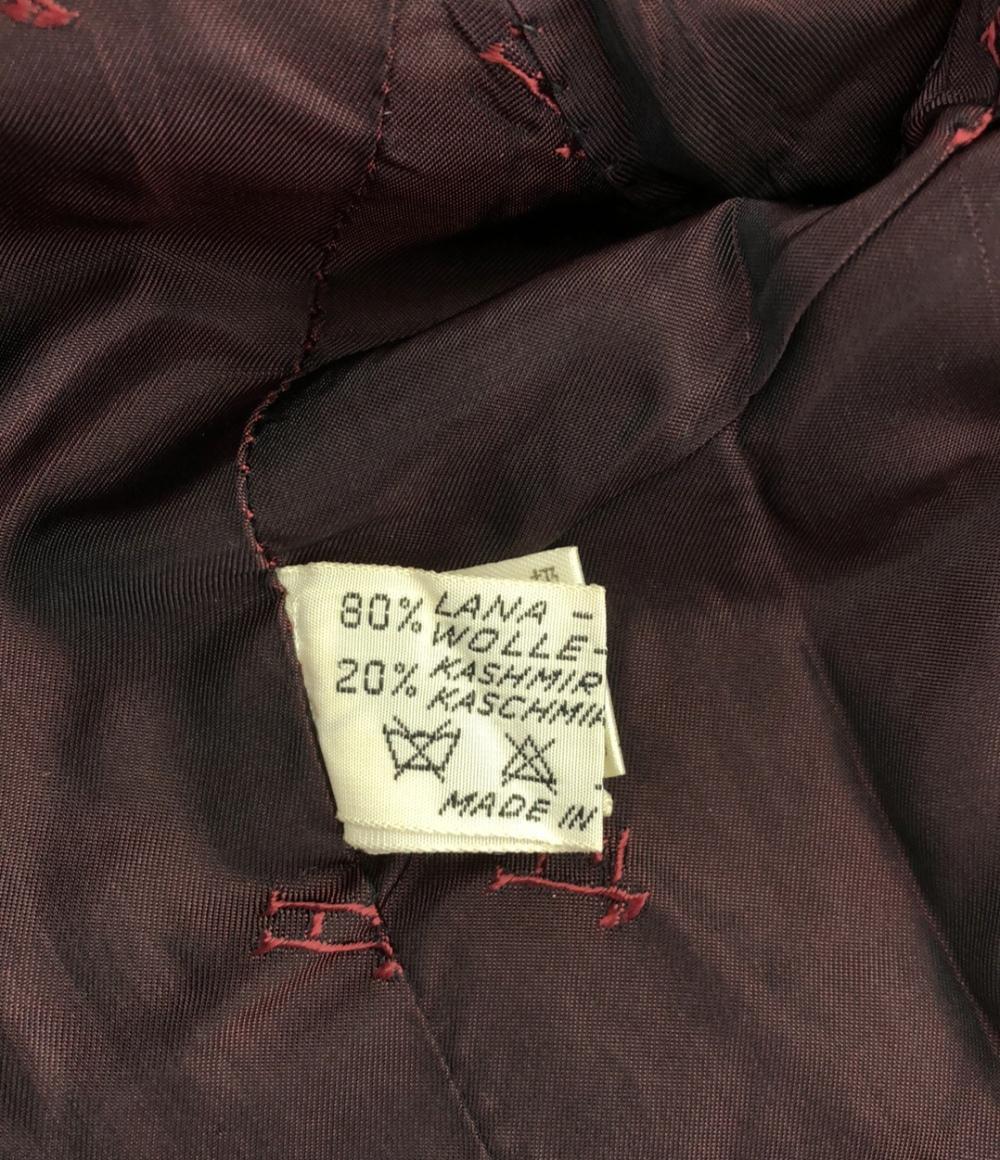 80% LANA -
WOLLE-
20% KASHMIR
KASCHMIR
MADE IN